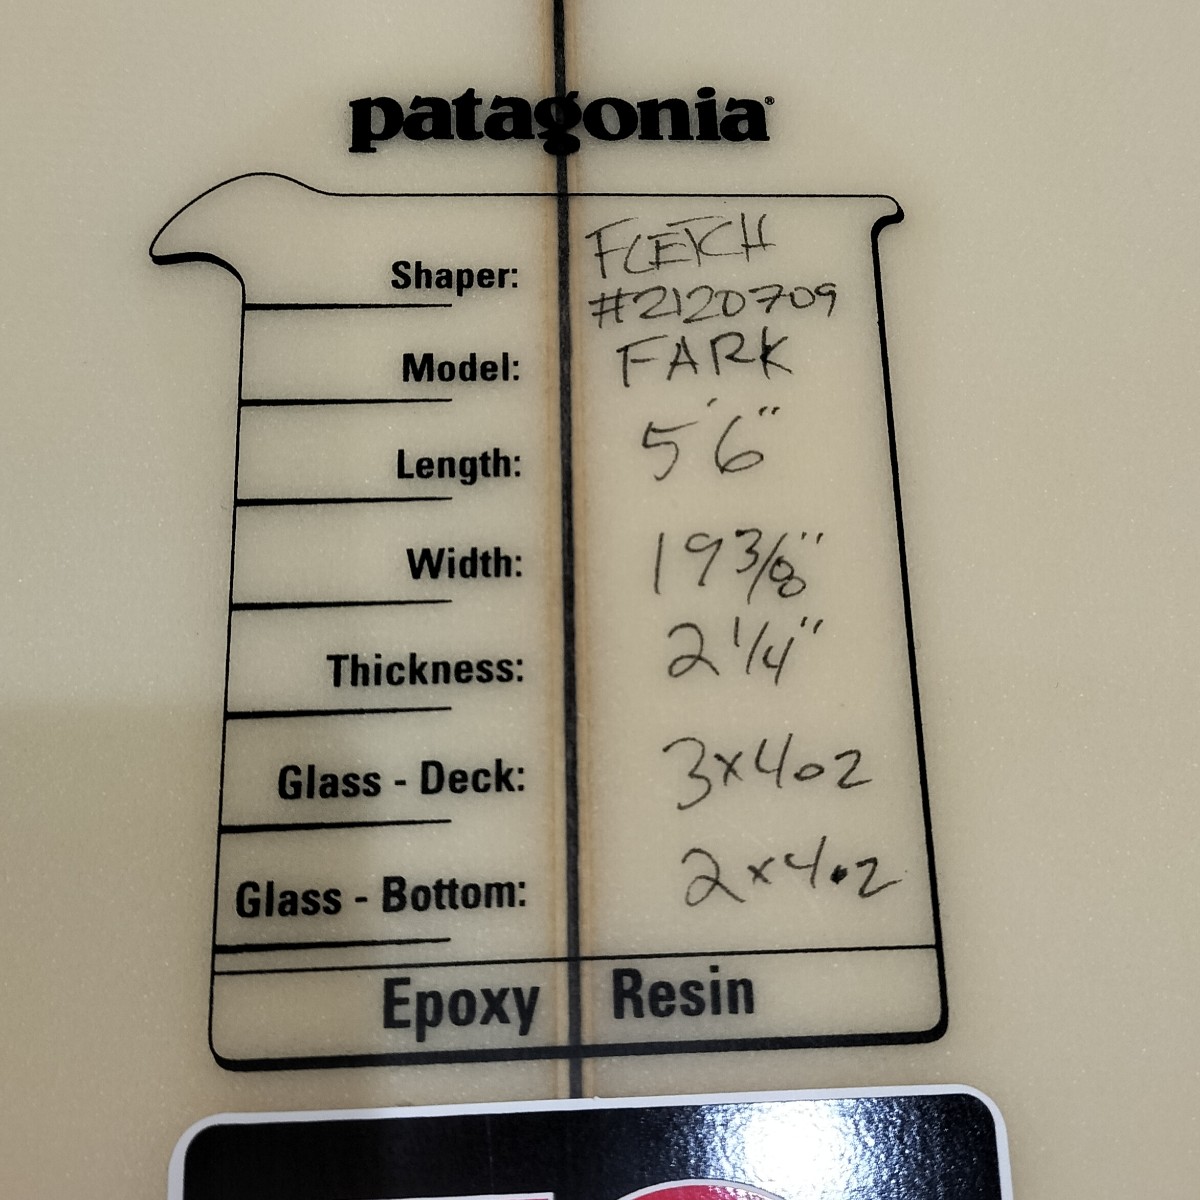 patagonia®
Shaper: FLETCH
#2120709
Model: FARK
Length: 5'6"
Width: 19 3/8"
Thickness: 2 1/4"
Glass - Deck: 3x4oz
Glass - Bottom: 2x4oz
Epoxy Resin